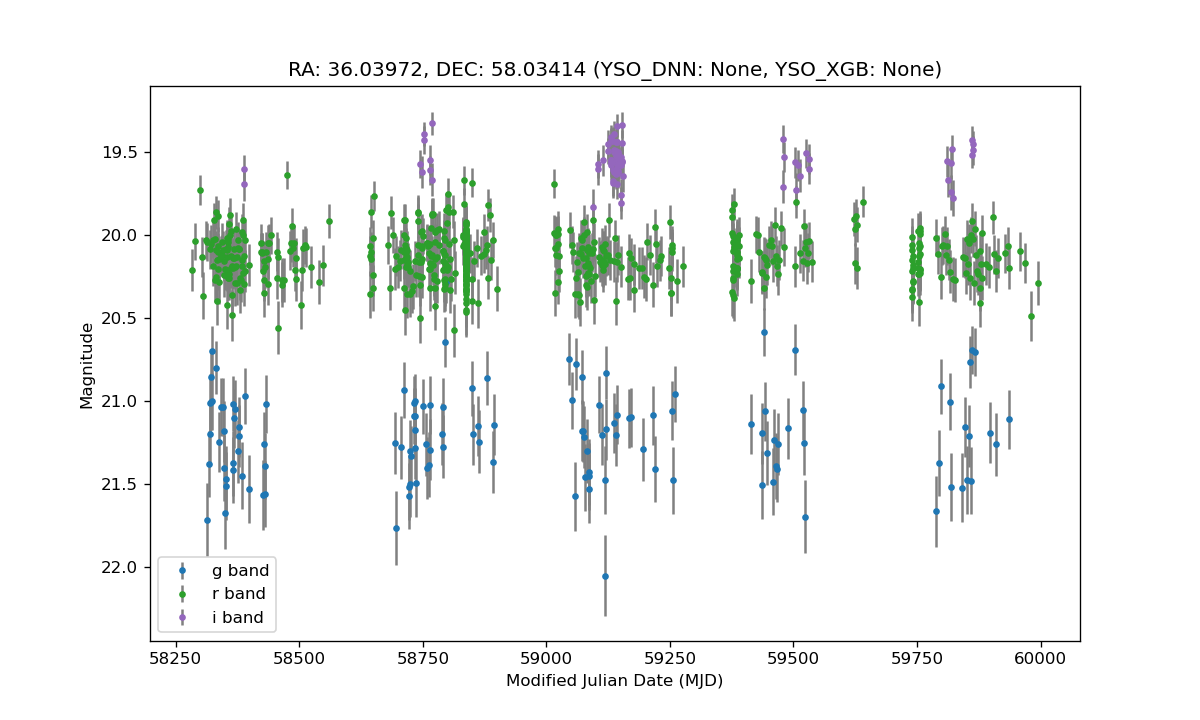 RA: 36.03972, DEC: 58.03414 (YSO_DNN: None, YSO_XGB: None)
19.5
20.0
20.5
21.0
21.5
22.0
Magnitude
g band
r band
i band
58250 58500 58750 59000 59250 59500 59750 60000
Modified Julian Date (MJD)